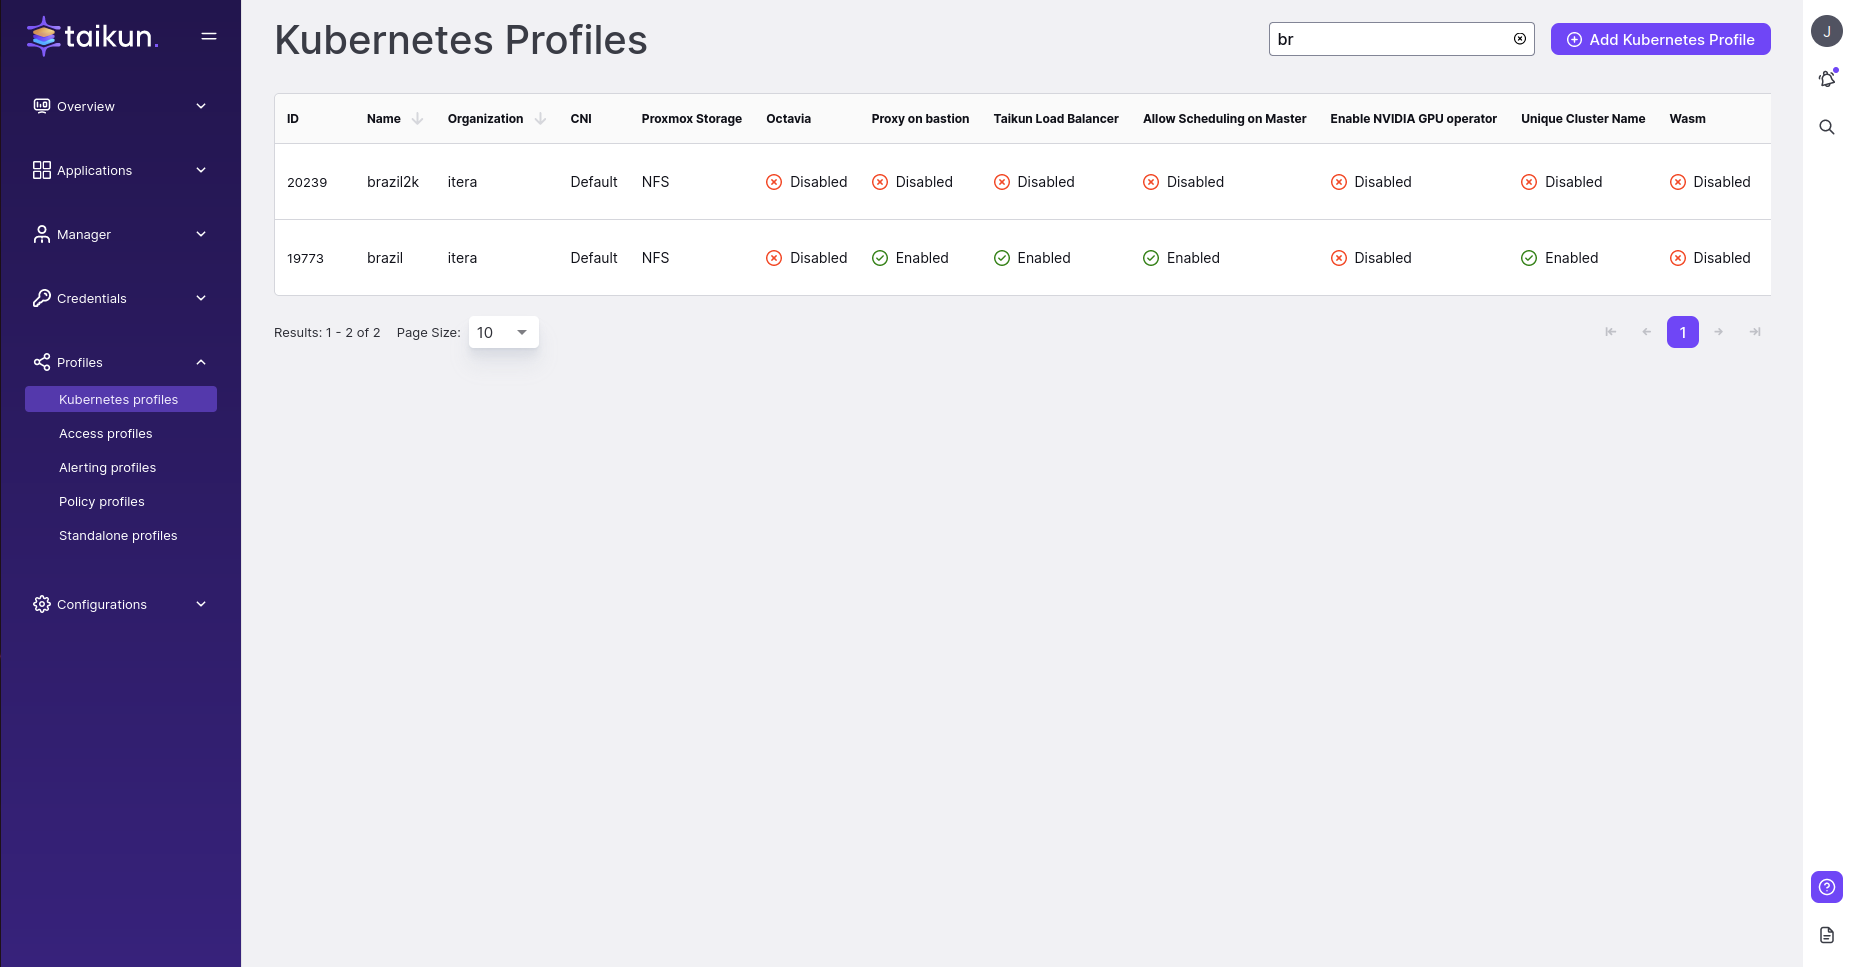 taikun.
Overview
Applications
Manager
Credentials
Profiles
Kubernetes profiles
Access profiles
Alerting profiles
Policy profiles
Standalone profiles
Configurations
Kubernetes Profiles
br
Add Kubernetes Profile
ID Name Organization CNI Proxmox Storage Octavia Proxy on bastion Taikun Load Balancer Allow Scheduling on Master Enable NVIDIA GPU operator Unique Cluster Name Wasm
20239 brazil2k itera Default NFS Disabled Disabled Disabled Disabled Disabled Disabled Disabled
19773 brazil itera Default NFS Disabled Enabled Enabled Enabled Disabled Enabled Disabled
Results: 1 - 2 of 2 Page Size: 10
1
J